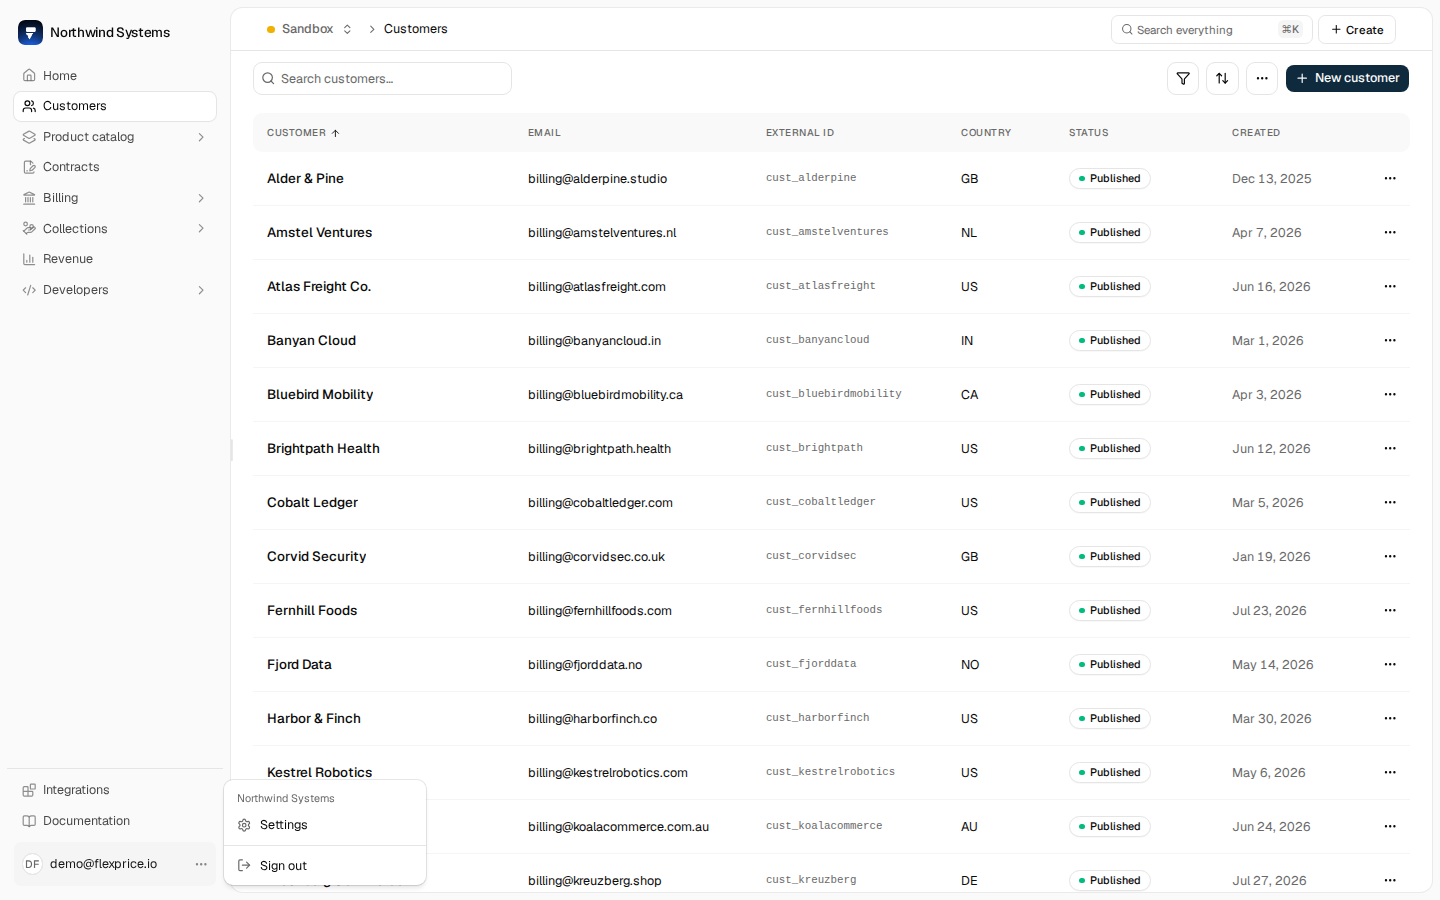 Northwind Systems
Home
Customers
Product catalog
Contracts
Billing
Collections
Revenue
Developers
Integrations
Documentation
DF demo@flexprice.io
Sandbox
Customers
Search everything ⌘K
Create
Search customers...
New customer
CUSTOMER EMAIL EXTERNAL ID COUNTRY STATUS CREATED
Alder & Pine billing@alderpine.studio cust_alderpine GB Published Dec 13, 2025
Amstel Ventures billing@amstelventures.nl cust_amstelventures NL Published Apr 7, 2026
Atlas Freight Co. billing@atlasfreight.com cust_atlasfreight US Published Jun 16, 2026
Banyan Cloud billing@banyancloud.in cust_banyancloud IN Published Mar 1, 2026
Bluebird Mobility billing@bluebirdmobility.ca cust_bluebirdmobility CA Published Apr 3, 2026
Brightpath Health billing@brightpath.health cust_brightpath US Published Jun 12, 2026
Cobalt Ledger billing@cobaltledger.com cust_cobaltledger US Published Mar 5, 2026
Corvid Security billing@corvidsec.co.uk cust_corvidsec GB Published Jan 19, 2026
Fernhill Foods billing@fernhillfoods.com cust_fernhillfoods US Published Jul 23, 2026
Fjord Data billing@fjorddata.no cust_fjorddata NO Published May 14, 2026
Harbor & Finch billing@harborfinch.co cust_harborfinch US Published Mar 30, 2026
Kestrel Robotics billing@kestrelrobotics.com cust_kestrelrobotics US Published May 6, 2026
billing@koalacommerce.com.au cust_koalacommerce AU Published Jun 24, 2026
billing@kreuzberg.shop cust_kreuzberg DE Published Jul 27, 2026
Northwind Systems
Settings
Sign out